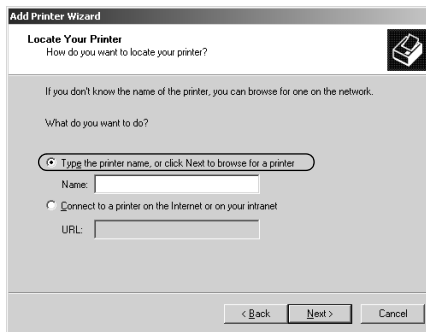 Add Printer Wizard
Locate Your Printer
How do you want to locate your printer?
If you don't know the name of the printer, you can browse for one on the network.
What do you want to do?
Type the printer name, or click Next to browse for a printer
Name:
Connect to a printer on the Internet or on your intranet
URL:
< Back Next > Cancel